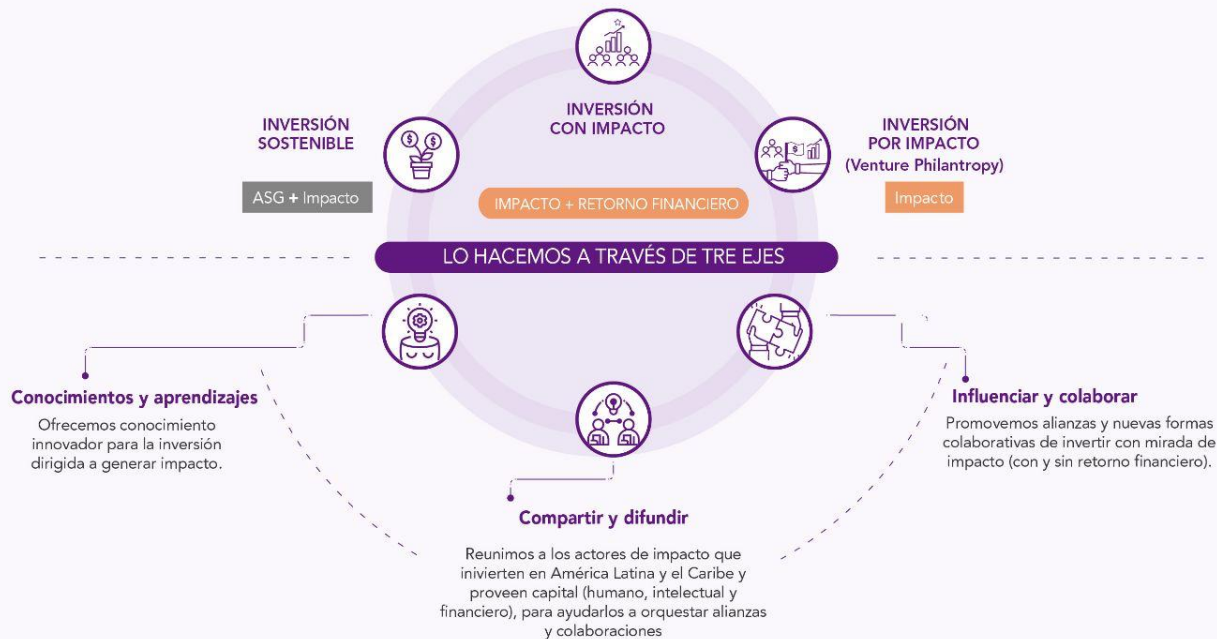 INVERSIÓN
CON IMPACTO
INVERSIÓN
SOSTENIBLE
ASG + Impacto
INVERSIÓN
POR IMPACTO
(Venture Philantropy)
Impacto
IMPACTO + RETORNO FINANCIERO
LO HACEMOS A TRAVÉS DE TRE EJES
Conocimientos y aprendizajes
Ofrecemos conocimiento
innovador para la inversión
dirigida a generar impacto.
Influenciar y colaborar
Promovemos alianzas y nuevas formas
colaborativas de invertir con mirada de
impacto (con y sin retorno financiero).
Compartir y difundir
Reunimos a los actores de impacto que
inivierten en América Latina y el Caribe y
proveen capital (humano, intelectual y
financiero), para ayudarlos a orquestar alianzas
y colaboraciones